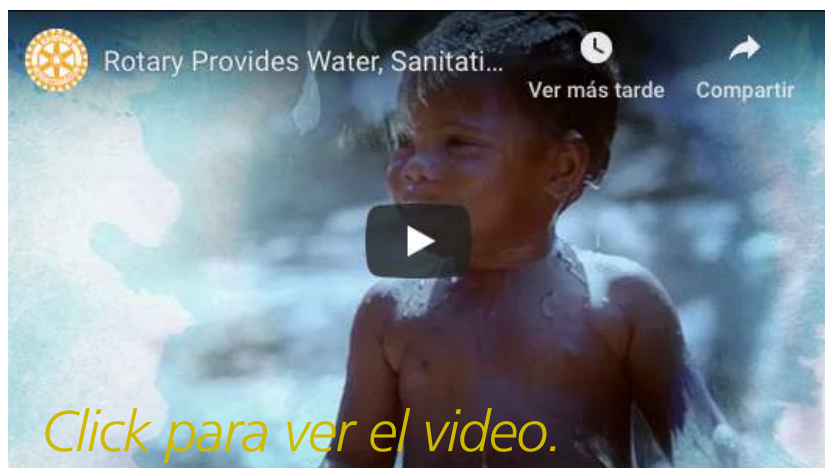 Rotary Provides Water, Sanitati...
Ver más tarde
Compartir
Click para ver el video.